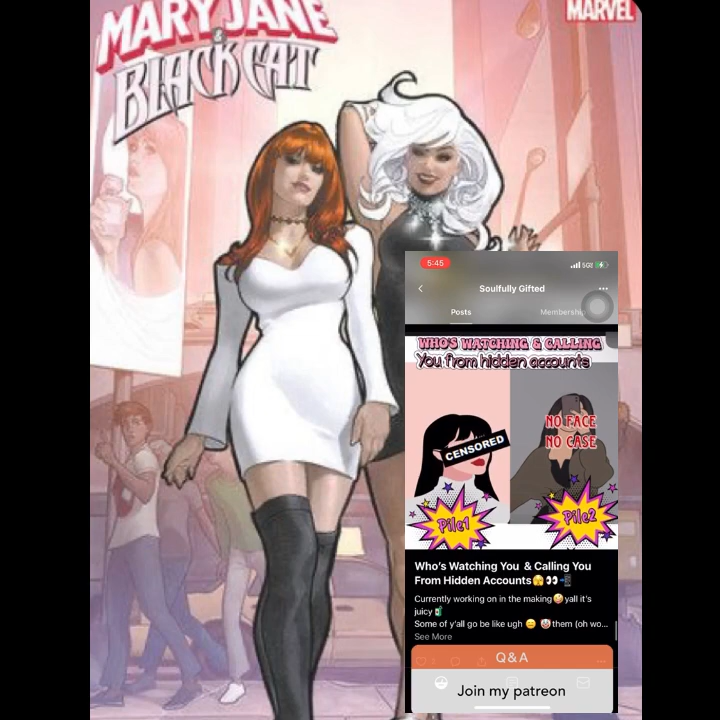 MARY JANE
&
BLACK CAT
MARVEL
5:45
5G
Soulfully Gifted
Posts
Membership
WHO'S WATCHING & CALLING
You from hidden accounts
CENSORED
NO FACE
NO CASE
Pile1
Pile2
Who's Watching You & Calling You
From Hidden Accounts🫣👀📲
Currently working on in the making🤪yall it's
juicy🧃
Some of y'all go be like ugh 😑 🤡them (oh wo...
See More
Q&A
Join my patreon